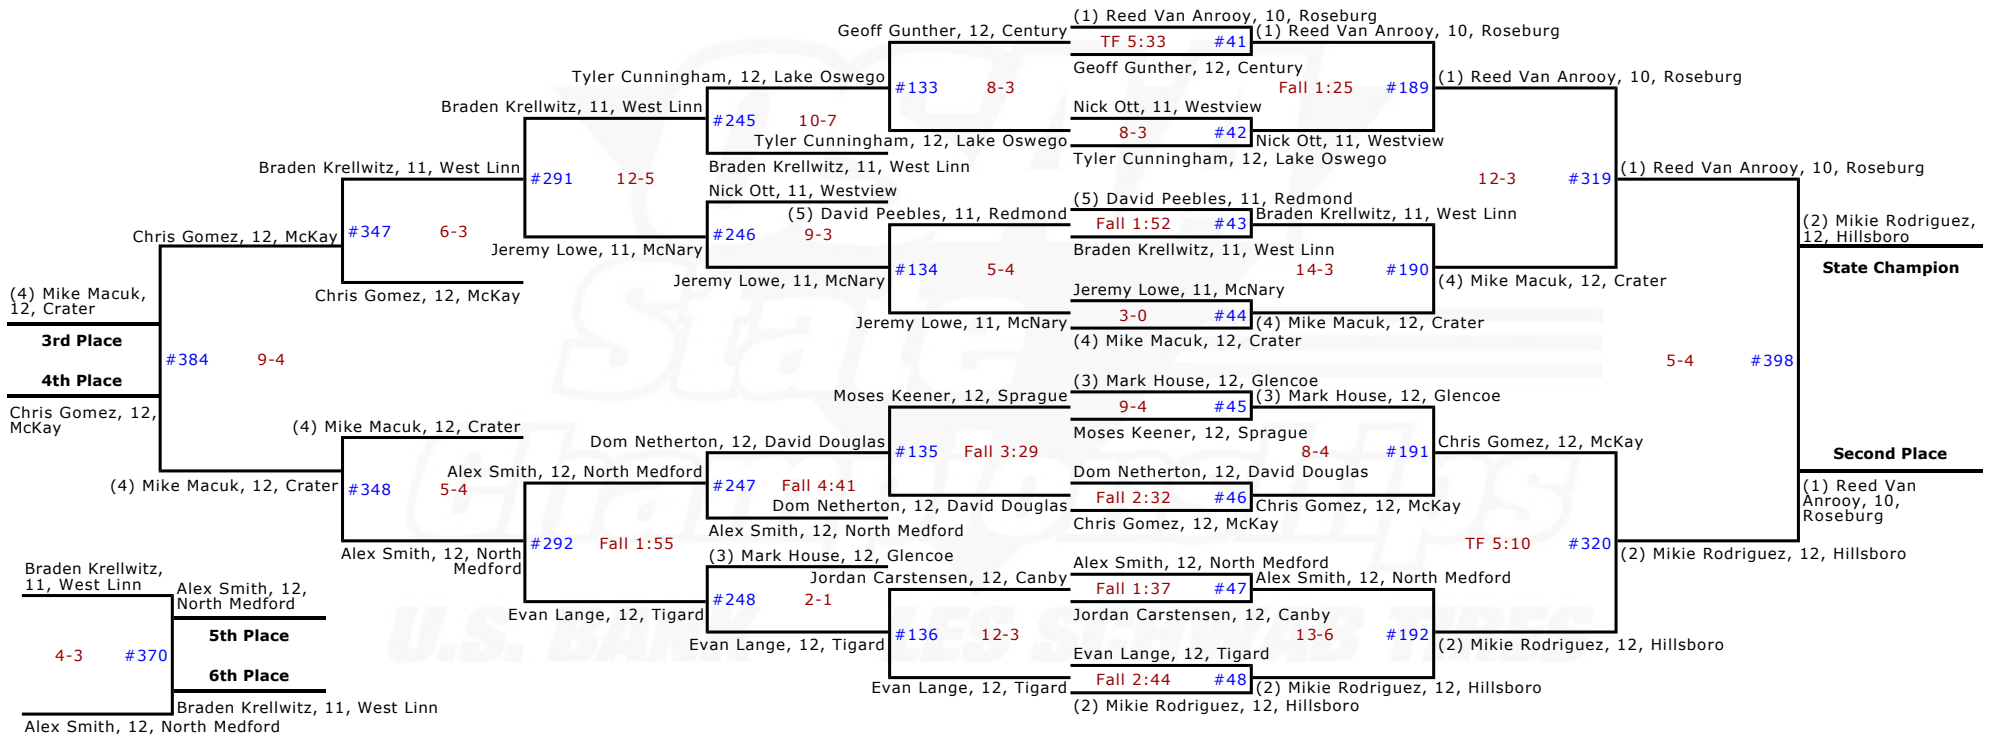 (1) Reed Van Anrooy, 10, Roseburg
Geoff Gunther, 12, Century
(1) Reed Van Anrooy, 10, Roseburg
TF 5:33 #41
Geoff Gunther, 12, Century
Tyler Cunningham, 12, Lake Oswego
(1) Reed Van Anrooy, 10, Roseburg
#133 8-3
Fall 1:25 #189
Braden Krellwitz, 11, West Linn
Nick Ott, 11, Westview
#245 10-7
8-3 #42
Tyler Cunningham, 12, Lake Oswego
Nick Ott, 11, Westview
Tyler Cunningham, 12, Lake Oswego
Braden Krellwitz, 11, West Linn
Braden Krellwitz, 11, West Linn
(1) Reed Van Anrooy, 10, Roseburg
#291 12-5
12-3 #319
Nick Ott, 11, Westview
(5) David Peebles, 11, Redmond
(5) David Peebles, 11, Redmond
Braden Krellwitz, 11, West Linn
Fall 1:52 #43
(2) Mikie Rodriguez,
12, Hillsboro
#347 6-3
#246 9-3
Chris Gomez, 12, McKay
Jeremy Lowe, 11, McNary
Braden Krellwitz, 11, West Linn
State Champion
#134 5-4
14-3 #190
Jeremy Lowe, 11, McNary
(4) Mike Macuk, 12, Crater
Jeremy Lowe, 11, McNary
(4) Mike Macuk,
12, Crater
Chris Gomez, 12, McKay
3-0 #44
Jeremy Lowe, 11, McNary
(4) Mike Macuk, 12, Crater
3rd Place
(4) Mike Macuk, 12, Crater
#384 9-4
5-4 #398
4th Place
(3) Mark House, 12, Glencoe
Moses Keener, 12, Sprague
(3) Mark House, 12, Glencoe
9-4 #45
Chris Gomez, 12,
McKay
(4) Mike Macuk, 12, Crater
Moses Keener, 12, Sprague
Dom Netherton, 12, David Douglas
Chris Gomez, 12, McKay
#135 Fall 3:29
8-4 #191
Second Place
Alex Smith, 12, North Medford
Dom Netherton, 12, David Douglas
(4) Mike Macuk, 12, Crater
#348 5-4
#247 Fall 4:41
Fall 2:32 #46
(1) Reed Van
Anrooy, 10,
Roseburg
Dom Netherton, 12, David Douglas
Chris Gomez, 12, McKay
Chris Gomez, 12, McKay
Alex Smith, 12, North Medford
#292 Fall 1:55
TF 5:10 #320
Alex Smith, 12, North
Medford
(3) Mark House, 12, Glencoe
(2) Mikie Rodriguez, 12, Hillsboro
Alex Smith, 12, North Medford
Braden Krellwitz,
11, West Linn
Jordan Carstensen, 12, Canby
Alex Smith, 12, North Medford
Fall 1:37 #47
Alex Smith, 12,
North Medford
#248 2-1
Evan Lange, 12, Tigard
Jordan Carstensen, 12, Canby
5th Place
#136 12-3
13-6 #192
Evan Lange, 12, Tigard
(2) Mikie Rodriguez, 12, Hillsboro
4-3 #370
Evan Lange, 12, Tigard
6th Place
Fall 2:44 #48
Evan Lange, 12, Tigard
(2) Mikie Rodriguez, 12, Hillsboro
Braden Krellwitz, 11, West Linn
(2) Mikie Rodriguez, 12, Hillsboro
Alex Smith, 12, North Medford
OSAA
State
Championships
U.S. BANK LES SCHWAB TIRES